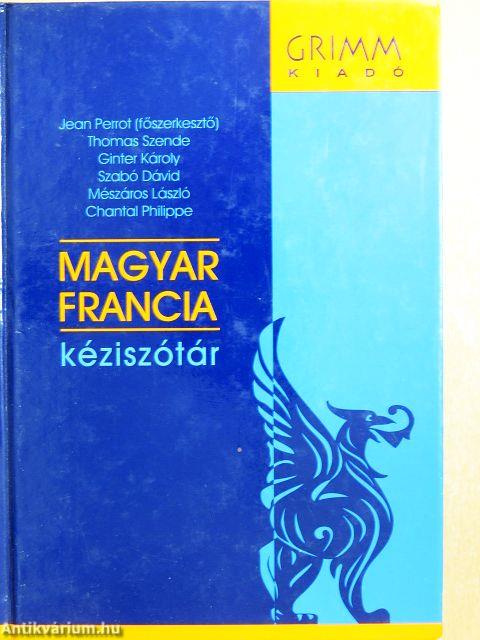 GRIMM
KIADÓ
Jean Perrot (főszerkesztő)
Thomas Szende
Ginter Károly
Szabó Dávid
Mészáros László
Chantal Philippe
MAGYAR
FRANCIA
kéziszótár
Antikvárium.hu